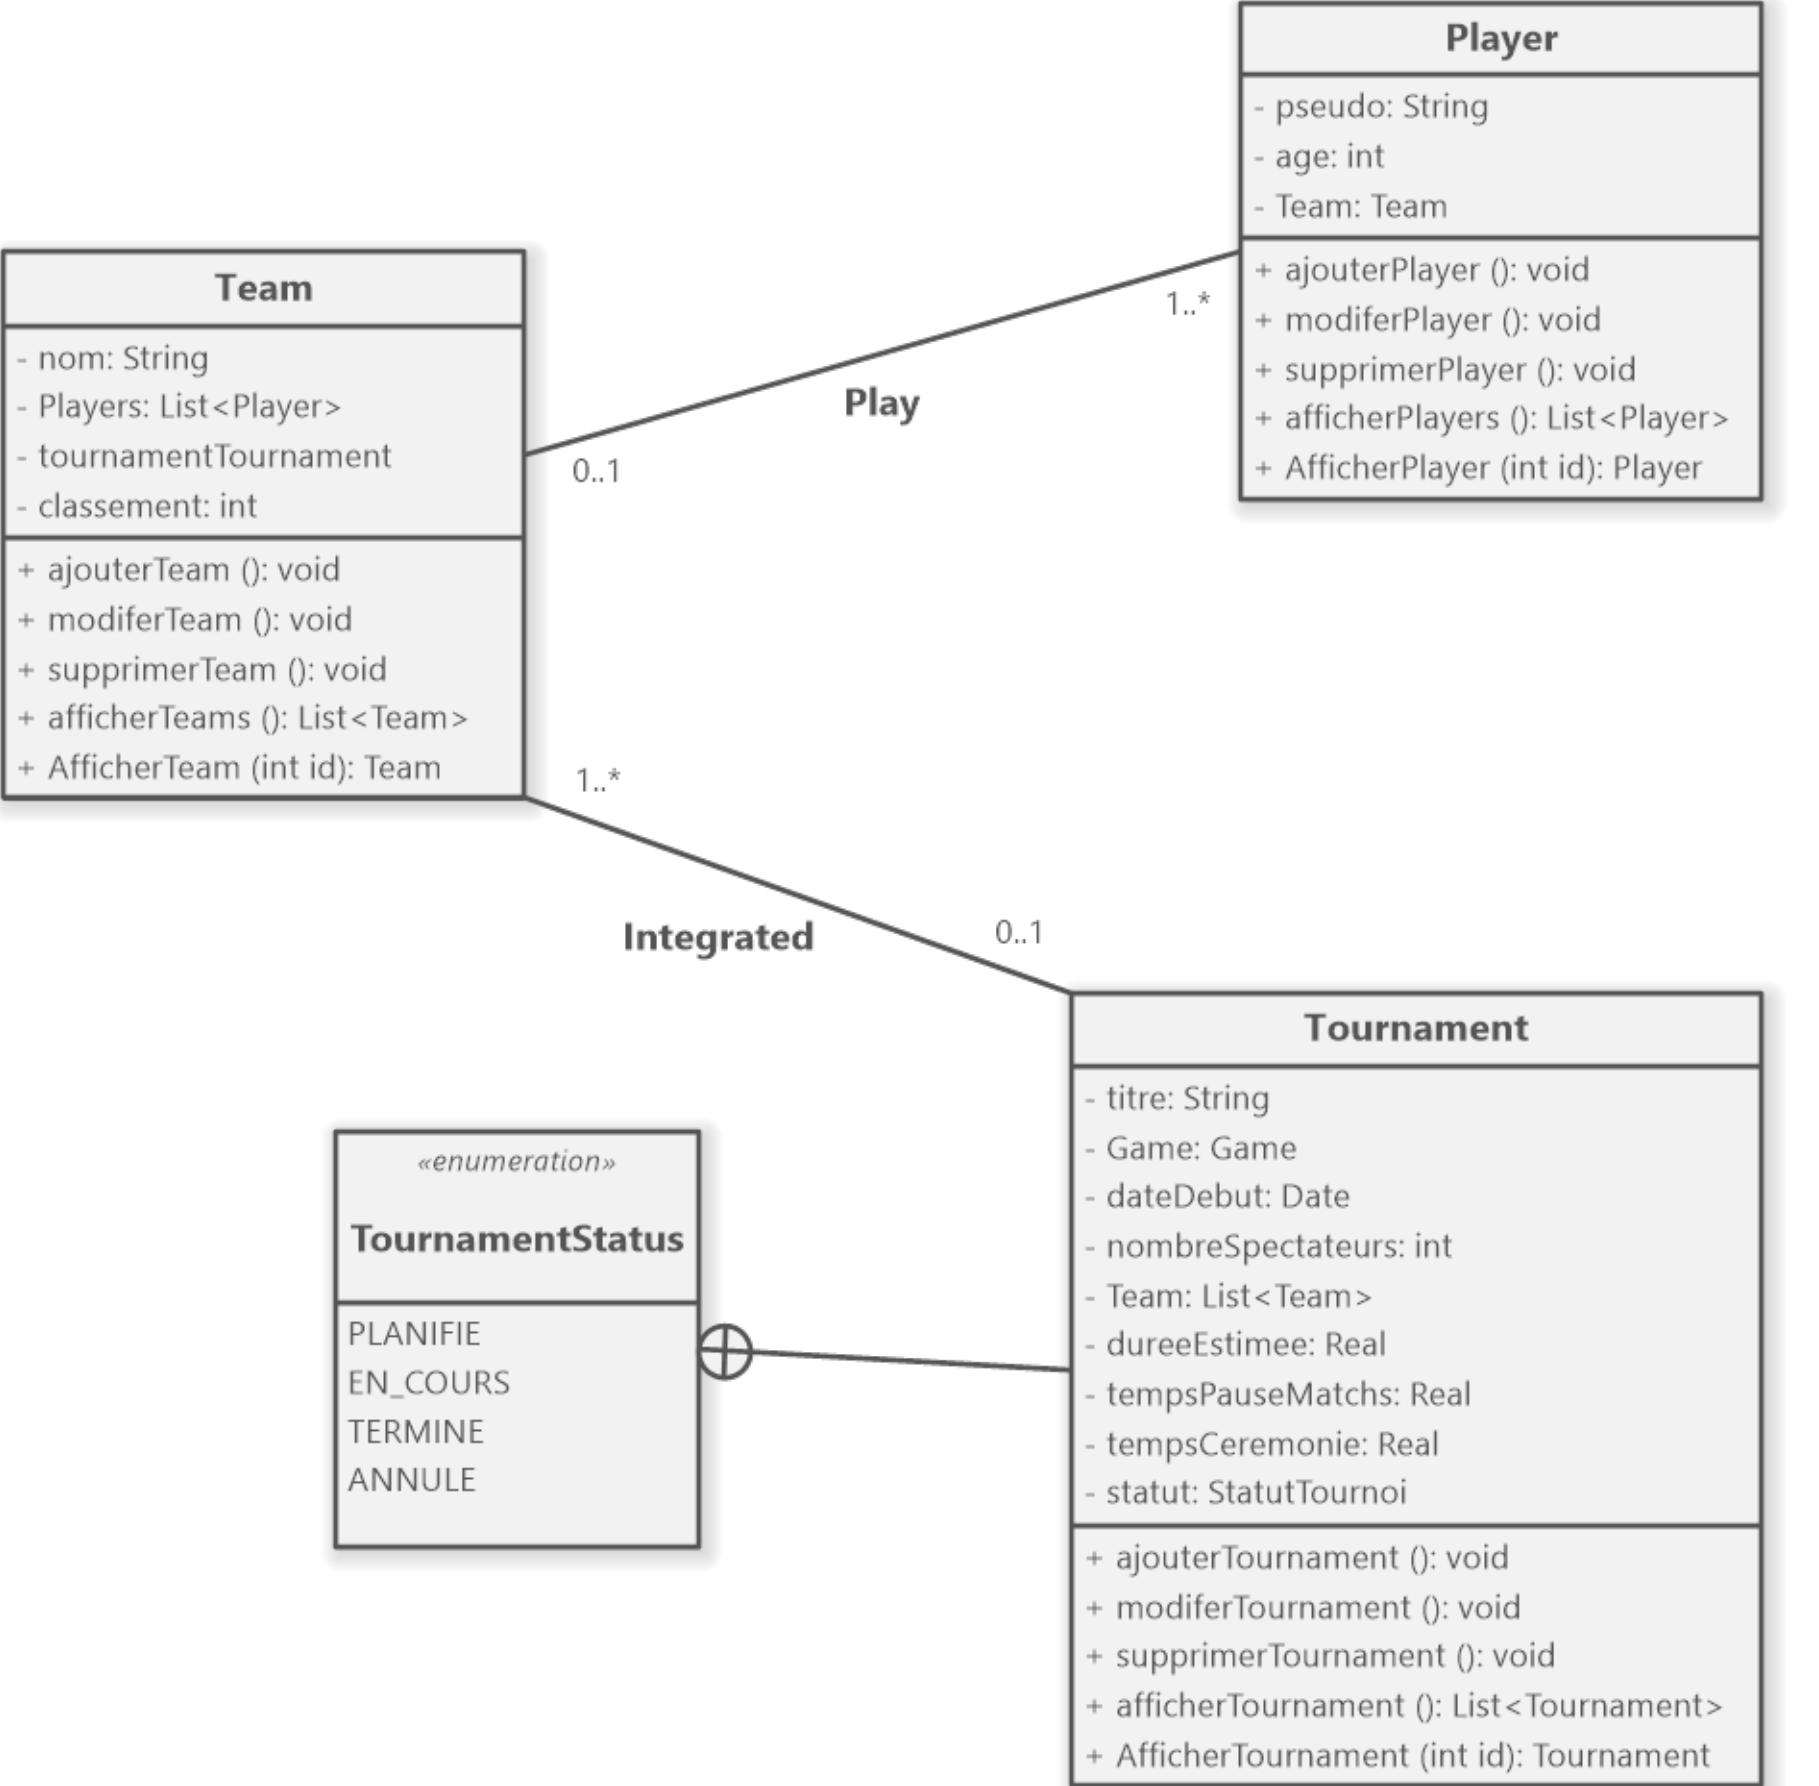 Player
- pseudo: String
- age: int
- Team: Team
+ ajouterPlayer (): void
+ modiferPlayer (): void
+ supprimerPlayer (): void
+ afficherPlayers (): List<Player>
+ AfficherPlayer (int id): Player
Team
- nom: String
- Players: List<Player>
- tournamentTournament
- classement: int
+ ajouterTeam (): void
+ modiferTeam (): void
+ supprimerTeam (): void
+ afficherTeams (): List<Team>
+ AfficherTeam (int id): Team
1..*
Play
0..1
1..*
Integrated
0..1
Tournament
- titre: String
- Game: Game
- dateDebut: Date
- nombreSpectateurs: int
- Team: List<Team>
- dureeEstimee: Real
- tempsPauseMatchs: Real
- tempsCeremonie: Real
- statut: StatutTournoi
+ ajouterTournament (): void
+ modiferTournament (): void
+ supprimerTournament (): void
+ afficherTournament (): List<Tournament>
+ AfficherTournament (int id): Tournament
«enumeration»
TournamentStatus
PLANIFIE
EN_COURS
TERMINE
ANNULE